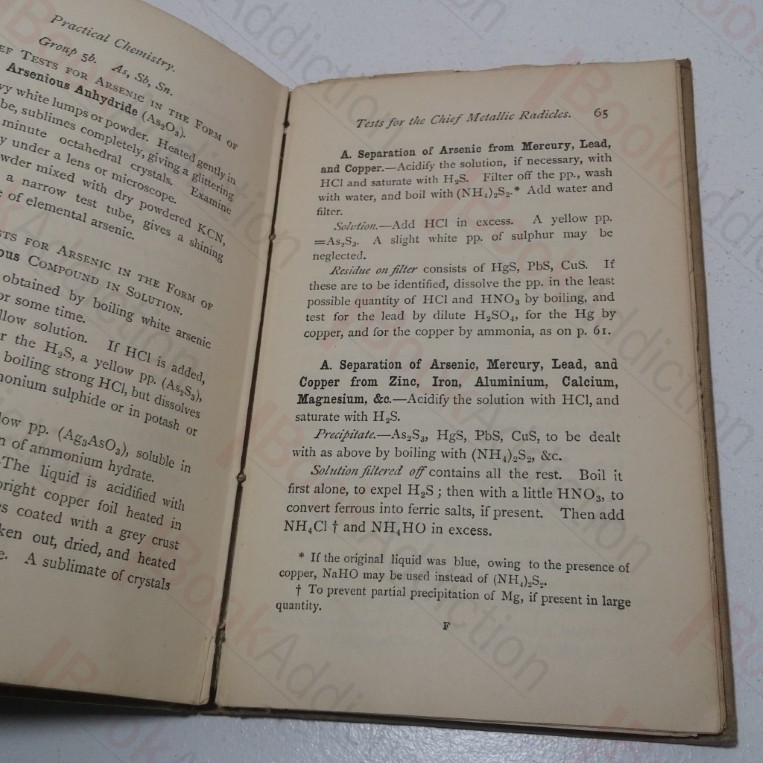 Practical Chemistry.
Group 5b. As, Sb, Sn.
TESTS FOR ARSENIC IN THE FORM OF
Arsenious Anhydride (As₂O₃).
white lumps or powder. Heated gently in
be, sublimes completely, giving a glittering
minute octahedral crystals. Examine
under a lens or microscope.
powder mixed with dry powdered KCN,
a narrow test tube, gives a shining
of elemental arsenic.
FOR ARSENIC IN THE FORM OF
COMPOUND IN SOLUTION.
obtained by boiling white arsenic
or some time.
solution. If HCl is added,
the H₂S, a yellow pp. (As₂S₃),
boiling strong HCl, but dissolves
sulphide or in potash or
pp. (Ag₃AsO₃), soluble in
of ammonium hydrate.
—The liquid is acidified with
bright copper foil heated in
coated with a grey crust
out, dried, and heated
A sublimate of crystals
Tests for the Chief Metallic Radicles. 65
A. Separation of Arsenic from Mercury, Lead,
and Copper.—Acidify the solution, if necessary, with
HCl and saturate with H₂S. Filter off the pp., wash
with water, and boil with (NH₄)₂S₂.* Add water and
filter.
Solution.—Add HCl in excess. A yellow pp.
=As₂S₃. A slight white pp. of sulphur may be
neglected.
Residue on filter consists of HgS, PbS, CuS. If
these are to be identified, dissolve the pp. in the least
possible quantity of HCl and HNO₃ by boiling, and
test for the lead by dilute H₂SO₄, for the Hg by
copper, and for the copper by ammonia, as on p. 61.
A. Separation of Arsenic, Mercury, Lead, and
Copper from Zinc, Iron, Aluminium, Calcium,
Magnesium, &c.—Acidify the solution with HCl, and
saturate with H₂S.
Precipitate.—As₂S₃, HgS, PbS, CuS, to be dealt
with as above by boiling with (NH₄)₂S₂, &c.
Solution filtered off contains all the rest. Boil it
first alone, to expel H₂S; then with a little HNO₃, to
convert ferrous into ferric salts, if present. Then add
NH₄Cl † and NH₄HO in excess.
* If the original liquid was blue, owing to the presence of
copper, NaHO may be used instead of (NH₄)₂S₂.
† To prevent partial precipitation of Mg, if present in large
quantity.
F
BookAddiction